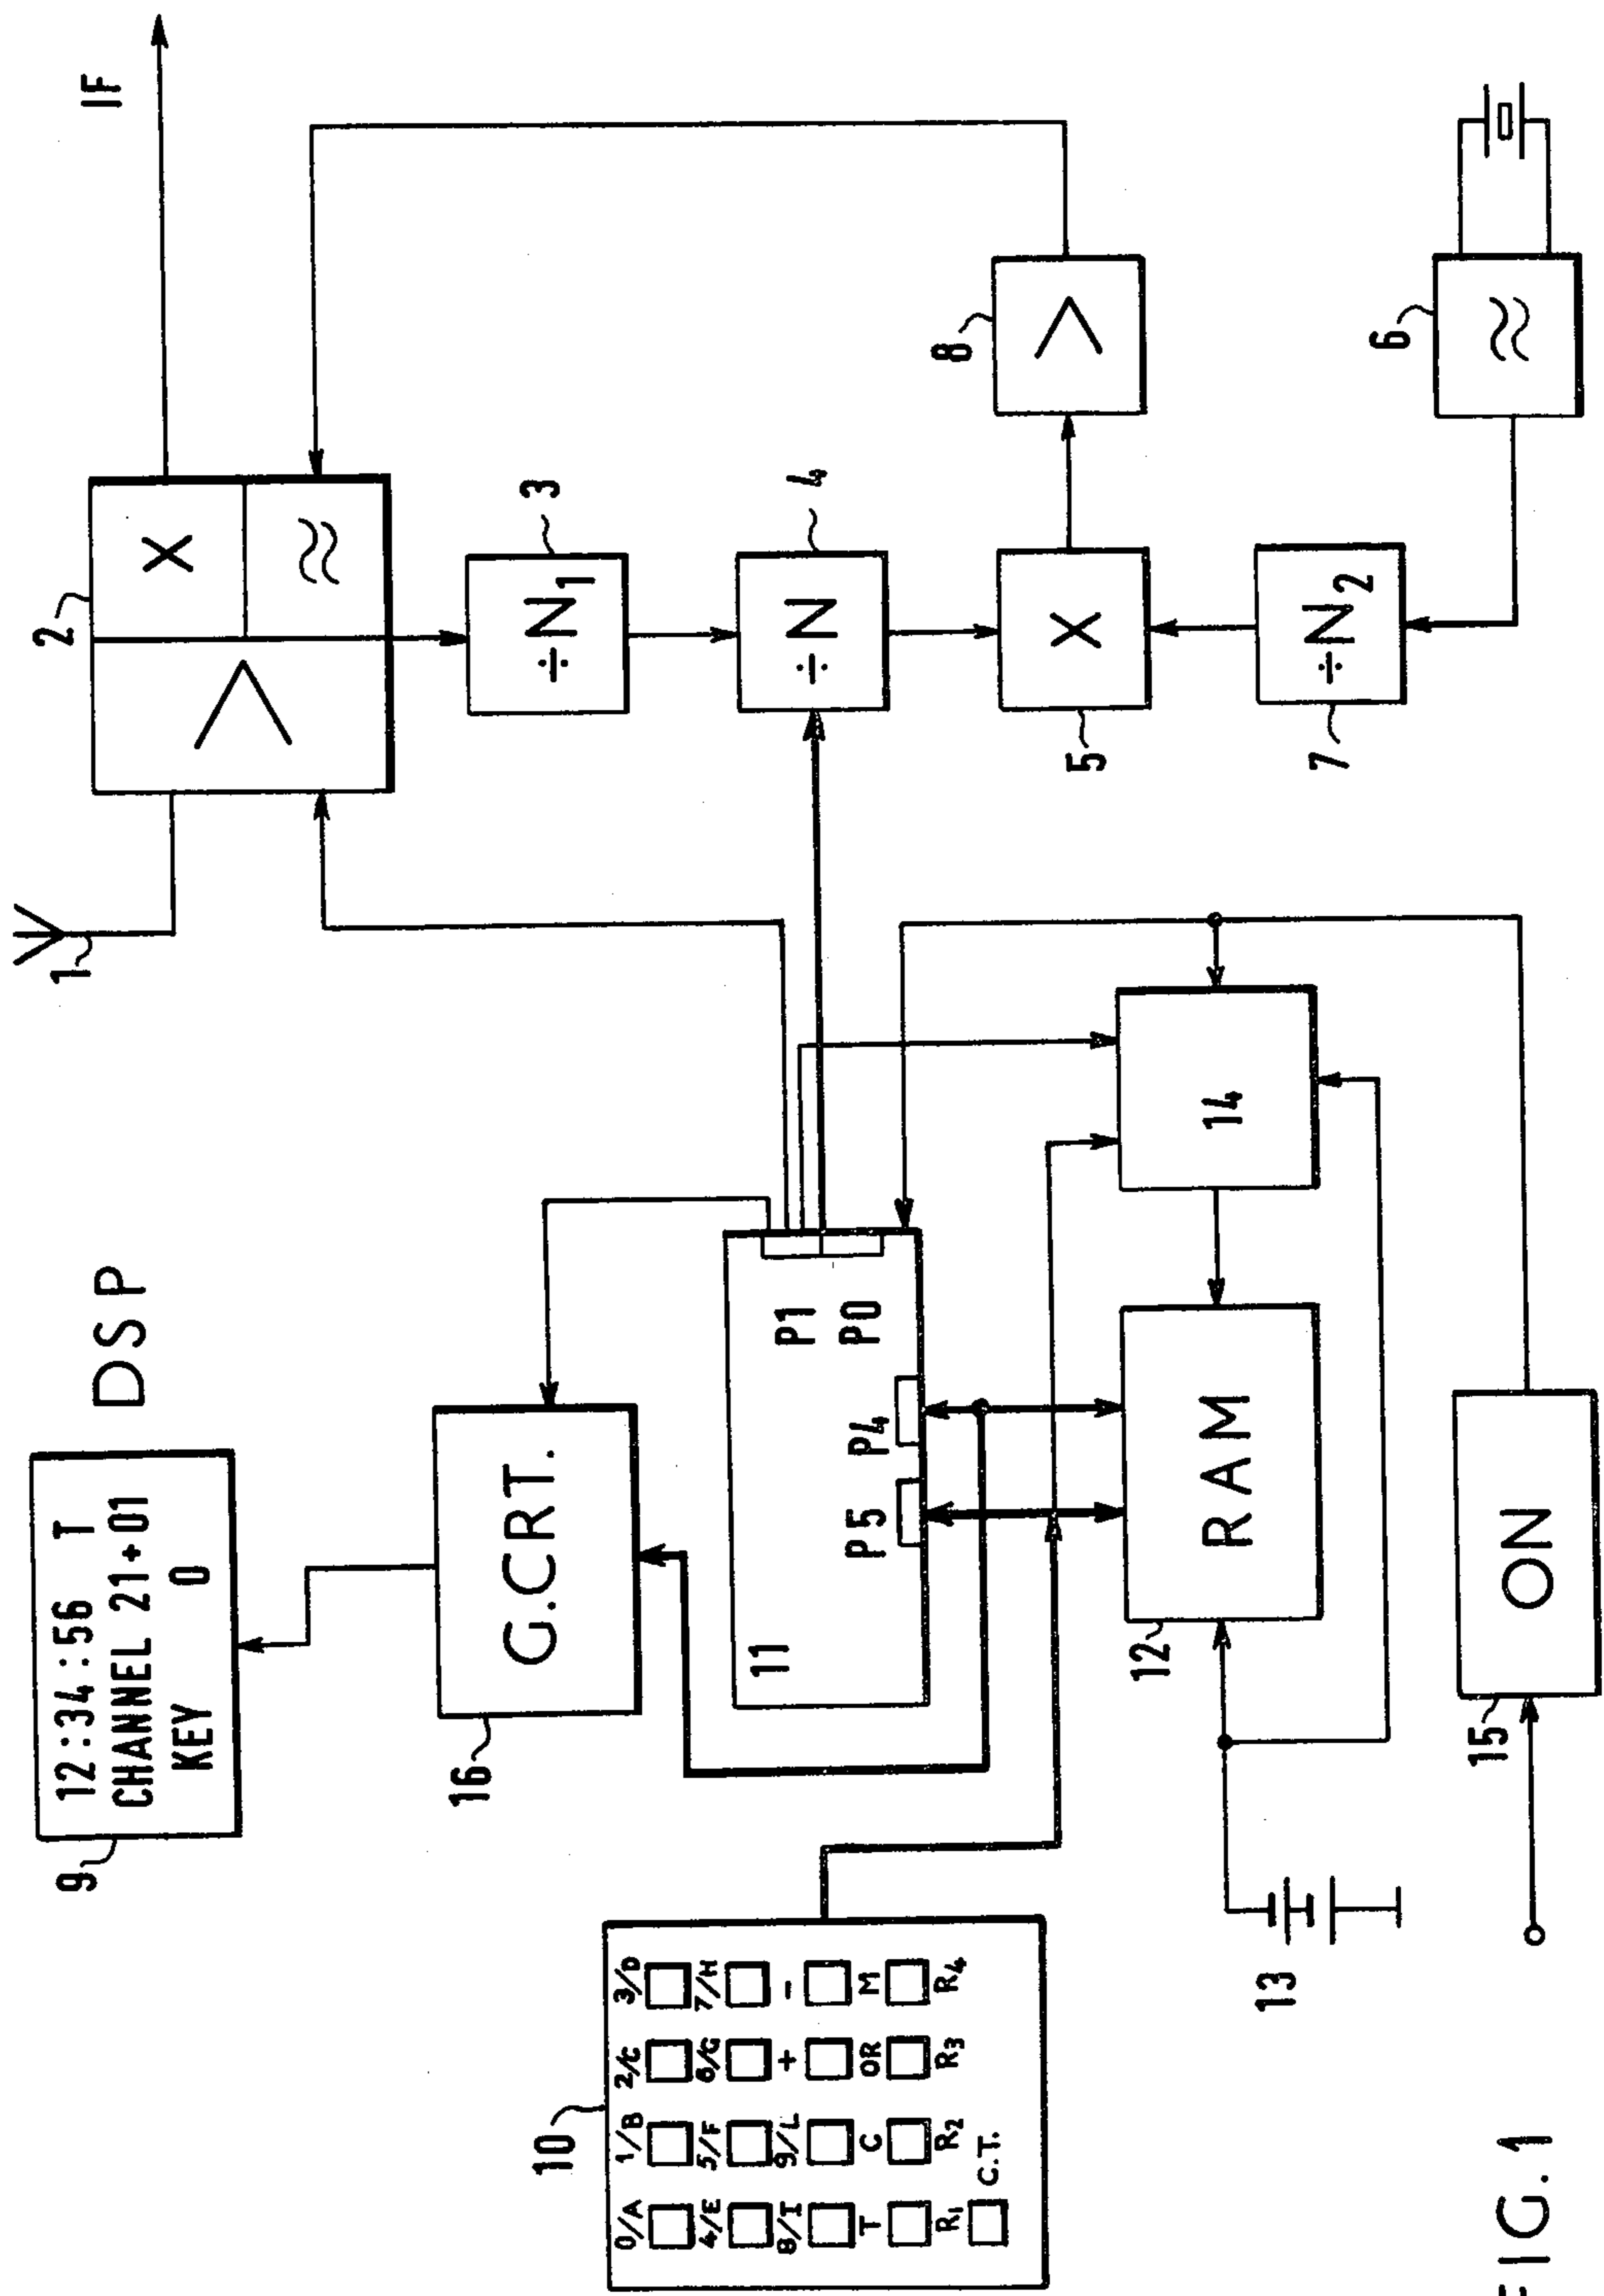 DSP
9
12:34:56 T
CHANNEL 21+01
KEY 0
16
G.CRT.
10
0/A 1/B 2/C 3/D
4/E 5/F 6/G 7/H
8/I 9/L + -
T C OR M
R1 R2 R3 R4
C.T.
11
P1
P0
P5 P4
12
RAM
14
13
15
ON
1
2
X
IF
3
÷N1
4
÷N
5
X
8
7
÷N2
6
FIG.1